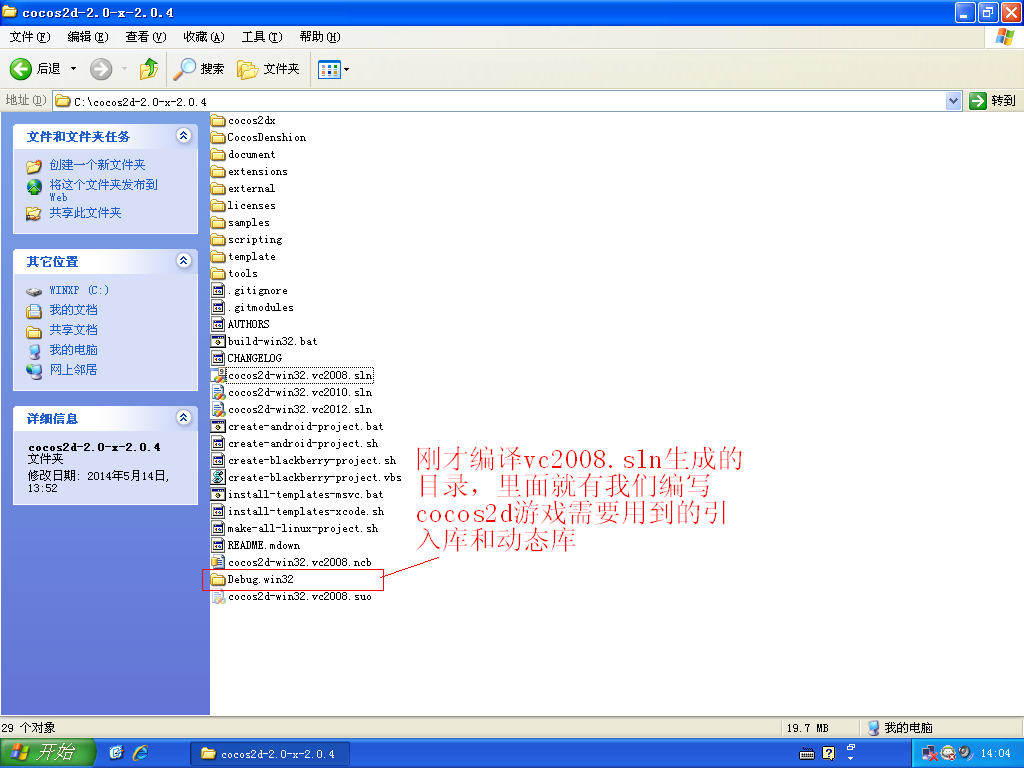 cocos2d-2.0-x-2.0.4
文件(F) 编辑(E) 查看(V) 收藏(A) 工具(T) 帮助(H)
后退 搜索 文件夹
地址(D) C:\cocos2d-2.0-x-2.0.4 转到
文件和文件夹任务
创建一个新文件夹
将这个文件夹发布到
Web
共享此文件夹
其它位置
WINXP (C:)
我的文档
共享文档
我的电脑
网上邻居
详细信息
cocos2d-2.0-x-2.0.4
文件夹
修改日期: 2014年5月14日,
13:52
cocos2dx
CocosDenshion
document
extensions
external
licenses
samples
scripting
template
tools
.gitignore
.gitmodules
AUTHORS
build-win32.bat
CHANGELOG
cocos2d-win32.vc2008.sln
cocos2d-win32.vc2010.sln
cocos2d-win32.vc2012.sln
create-android-project.bat
create-android-project.sh
create-blackberry-project.sh
create-blackberry-project.vbs
install-templates-msvc.bat
install-templates-xcode.sh
make-all-linux-project.sh
README.mdown
cocos2d-win32.vc2008.ncb
Debug.win32
cocos2d-win32.vc2008.suo
刚才编译vc2008.sln生成的
目录，里面就有我们编写
cocos2d游戏需要用到的引
入库和动态库
29 个对象 19.7 MB 我的电脑
开始 cocos2d-2.0-x-2.0.4 14:04